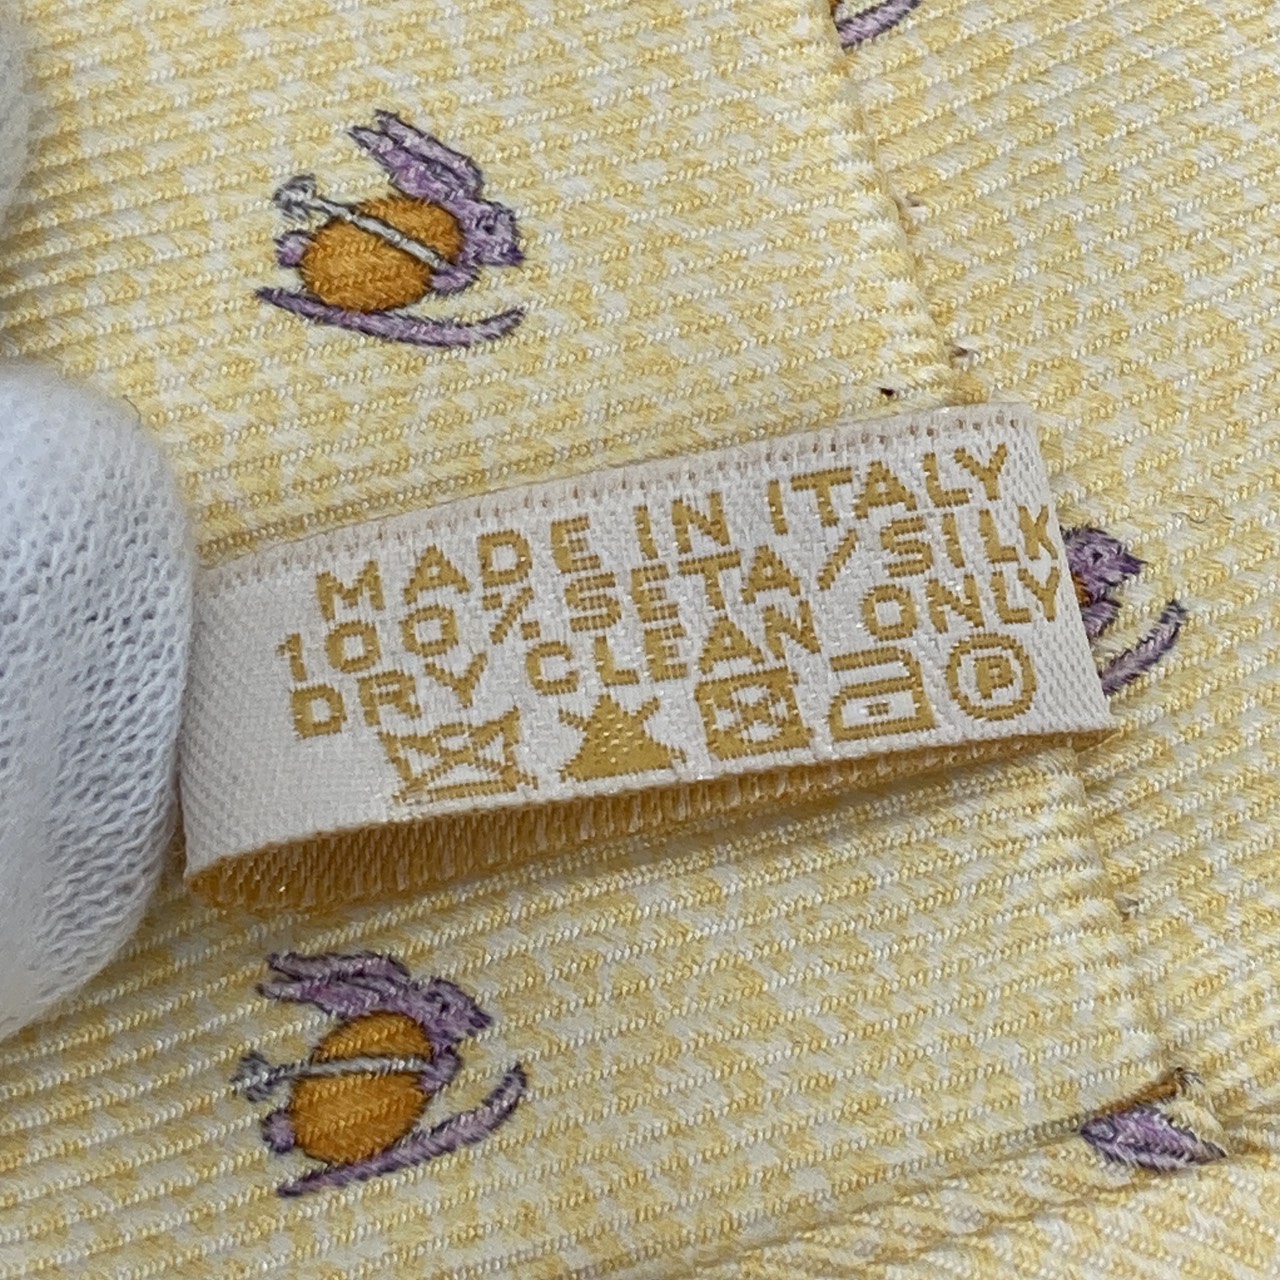 MADE IN ITALY
100% SETA/SILK
DRY CLEAN ONLY
P